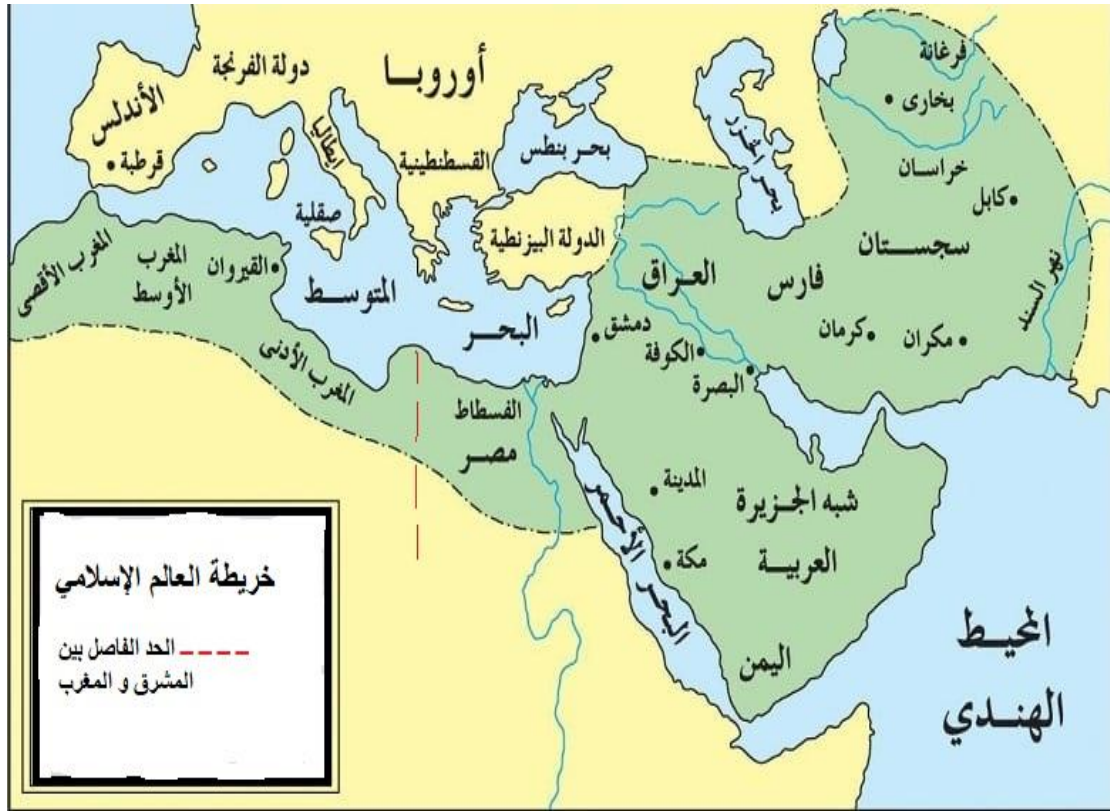 فرغانة
بخارى
دولة الفرنجة
أوروبا
الأندلس
قرطبة
إيطاليا
القسطنطينية
بحر بنطس
بحر الخزر
خراسان
كابل
صقلية
الدولة البيزنطية
سجستان
المغرب الأقصى
المغرب
الأوسط
القيروان
المتوسط
البحر
العراق
فارس
نهر السند
دمشق
الكوفة
البصرة
كرمان
مكران
المغرب الأدنى
الفسطاط
مصر
المدينة
شبه الجزيرة
العربية
مكة
البحر الأحمر
اليمن
المحيط
الهندي
خريطة العالم الإسلامي
الحد الفاصل بين
المشرق و المغرب